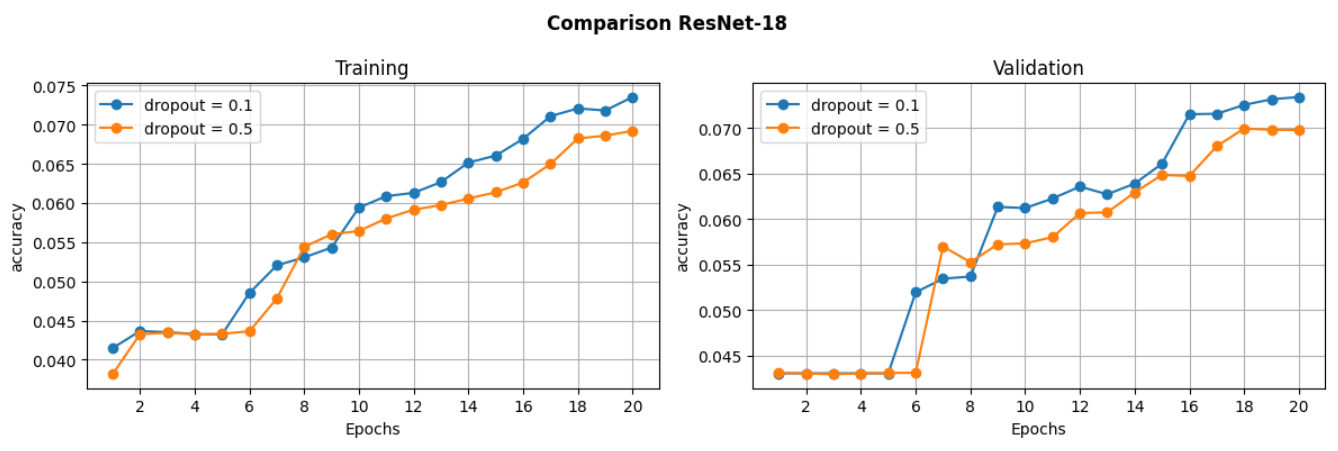 Comparison ResNet-18
Training
accuracy
0.075
0.070
0.065
0.060
0.055
0.050
0.045
0.040
dropout = 0.1
dropout = 0.5
2 4 6 8 10 12 14 16 18 20
Epochs
Validation
accuracy
0.070
0.065
0.060
0.055
0.050
0.045
dropout = 0.1
dropout = 0.5
2 4 6 8 10 12 14 16 18 20
Epochs